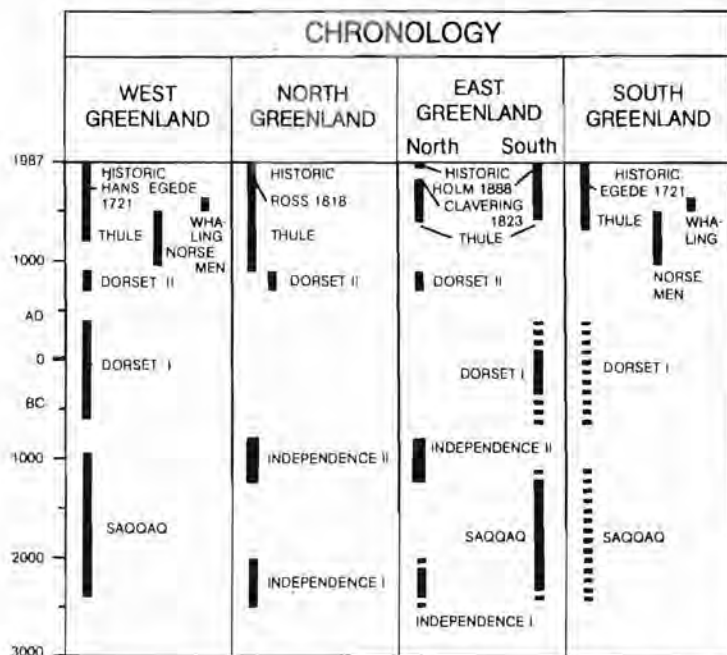 CHRONOLOGY
WEST
GREENLAND
NORTH
GREENLAND
EAST
GREENLAND
North South
SOUTH
GREENLAND
1987
1000
AD
0
BC
1000
2000
3000
HISTORIC
HANS EGEDE
1721
THULE
WHA-
LING
NORSE
MEN
DORSET II
DORSET I
SAQQAQ
HISTORIC
ROSS 1818
THULE
DORSET II
INDEPENDENCE II
INDEPENDENCE I
HISTORIC
HOLM 1888
CLAVERING
1823
THULE
DORSET II
DORSET I
INDEPENDENCE II
SAQQAQ
INDEPENDENCE I
HISTORIC
EGEDE 1721
THULE
WHA-
LING
NORSE
MEN
DORSET I
SAQQAQ